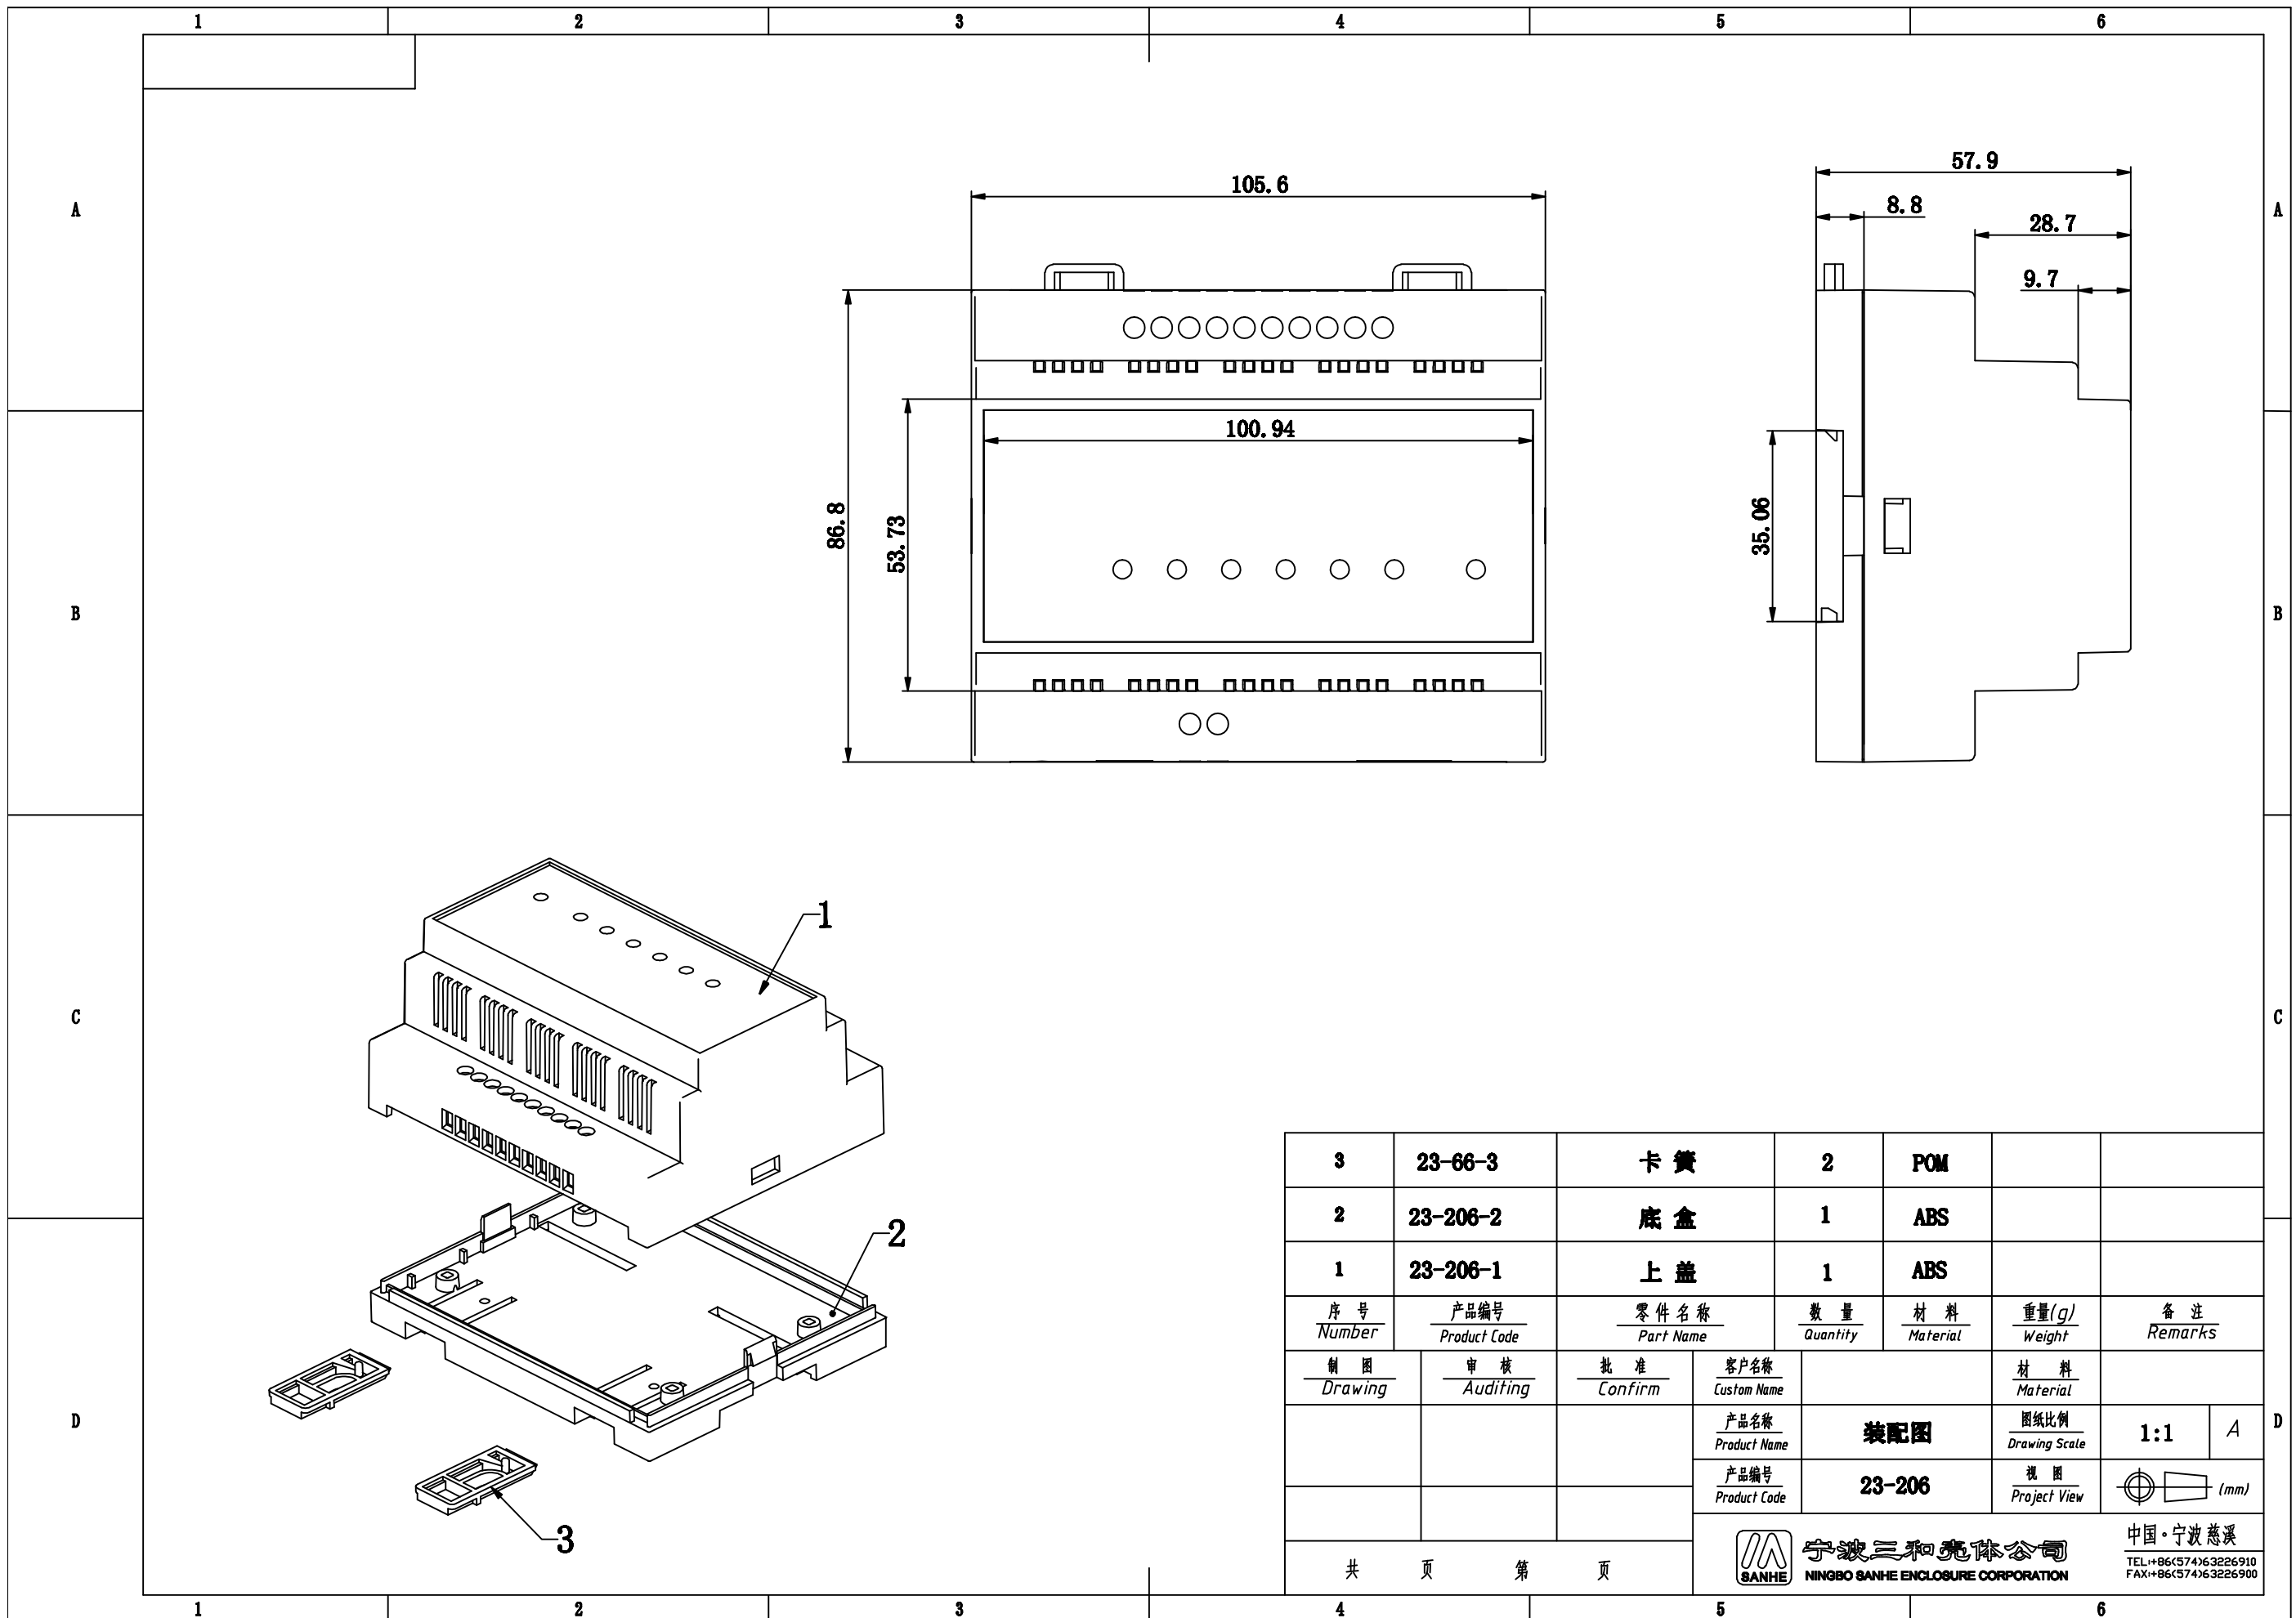 1 2 3 4 5 6
A A
B B
C C
D D
105.6
57.9
8.8
28.7
9.7
100.94
86.8
53.73
35.06
1
2
3
3 23-66-3 卡簧 2 POM
2 23-206-2 底盒 1 ABS
1 23-206-1 上盖 1 ABS
序号 产品编号 零件名称 数量 材料 重量(g) 备注
Number Product Code Part Name Quantity Material Weight Remarks
制图 审核 批准 客户名称 材料
Drawing Auditing Confirm Custom Name Material
产品名称 装配图 图纸比例 1:1 A
Product Name Drawing Scale
产品编号 23-206 视图 (mm)
Product Code Project View
共 页 第 页
SANHE
宁波三和壳体公司
NINGBO SANHE ENCLOSURE CORPORATION
中国·宁波慈溪
TEL:+86(574)63226910
FAX:+86(574)63226900
1 2 3 4 5 6